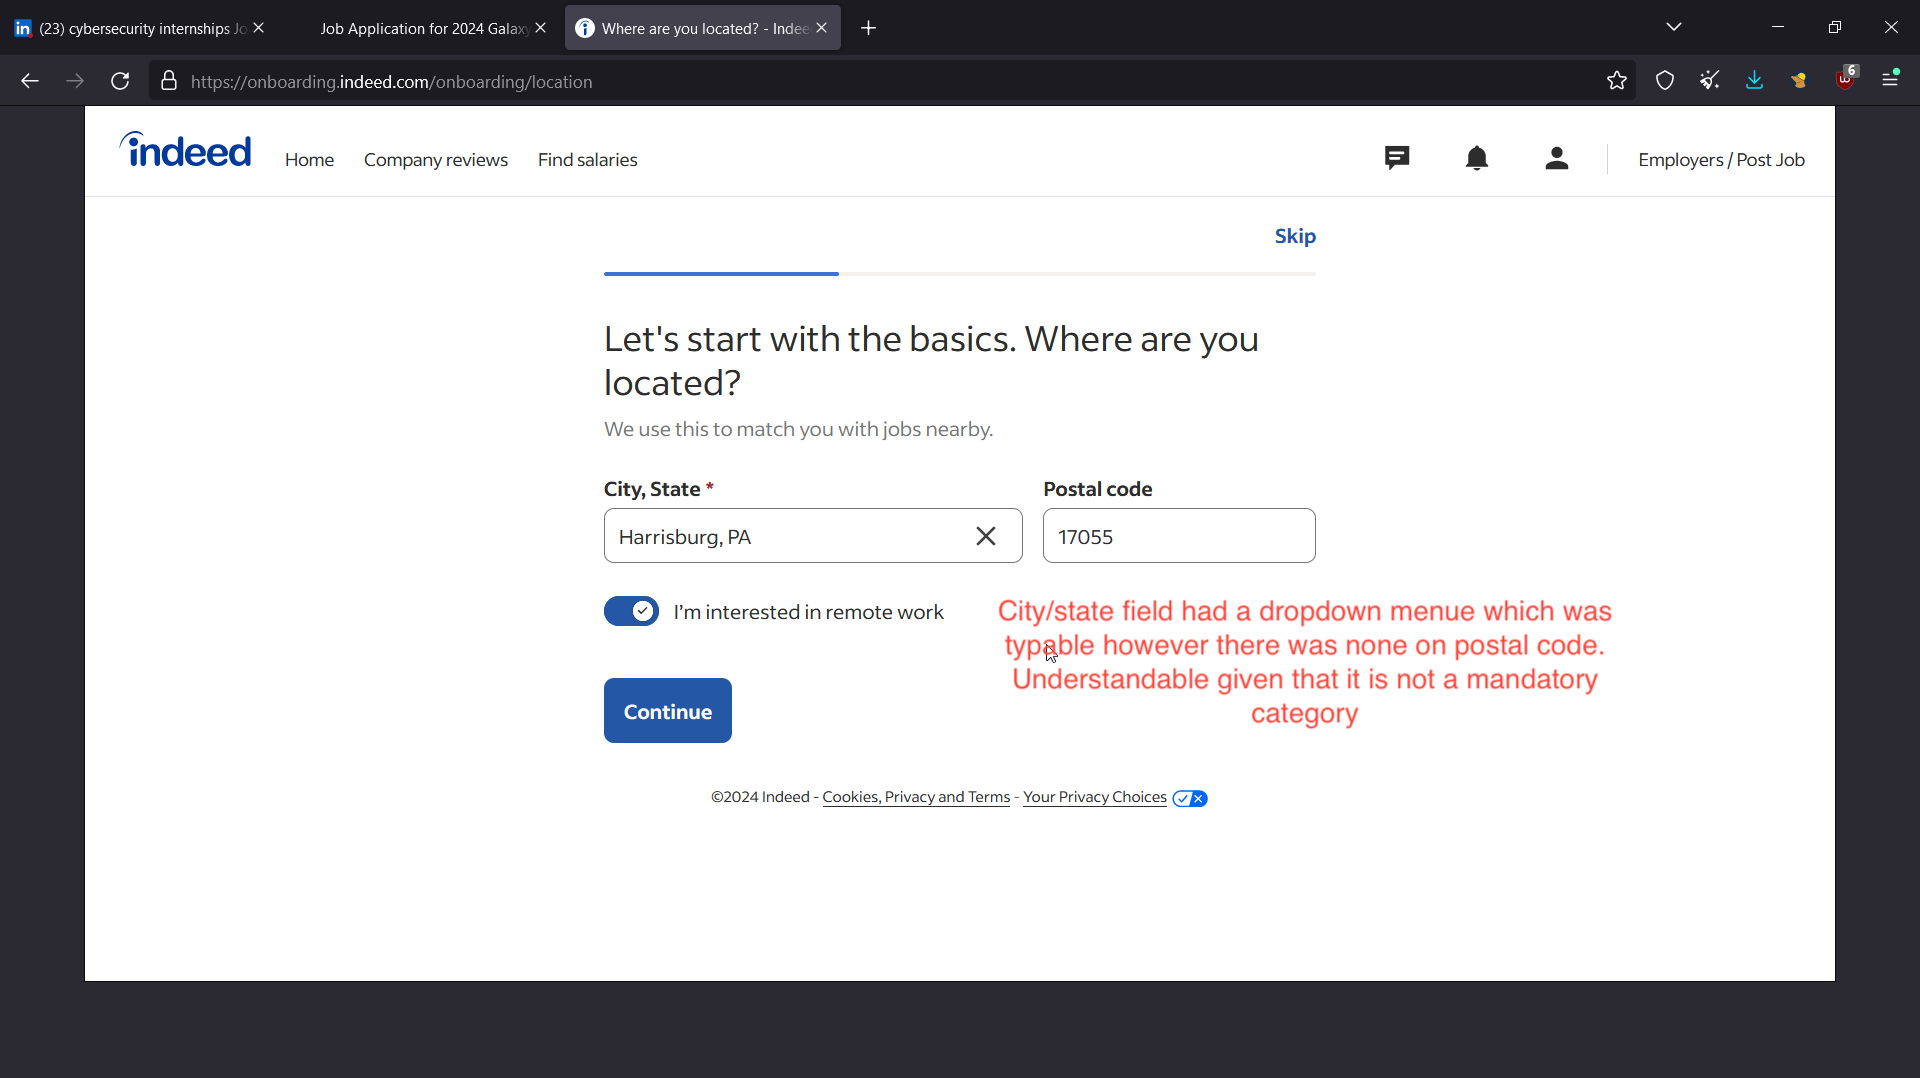 in (23) cybersecurity internships Jo
Job Application for 2024 Galaxy
Where are you located? - Indee
https://onboarding.indeed.com/onboarding/location
6
indeed
Home
Company reviews
Find salaries
Employers / Post Job
Skip
Let's start with the basics. Where are you
located?
We use this to match you with jobs nearby.
City, State *
Postal code
Harrisburg, PA
17055
I'm interested in remote work
City/state field had a dropdown menue which was
typable however there was none on postal code.
Understandable given that it is not a mandatory
category
Continue
©2024 Indeed - Cookies, Privacy and Terms - Your Privacy Choices